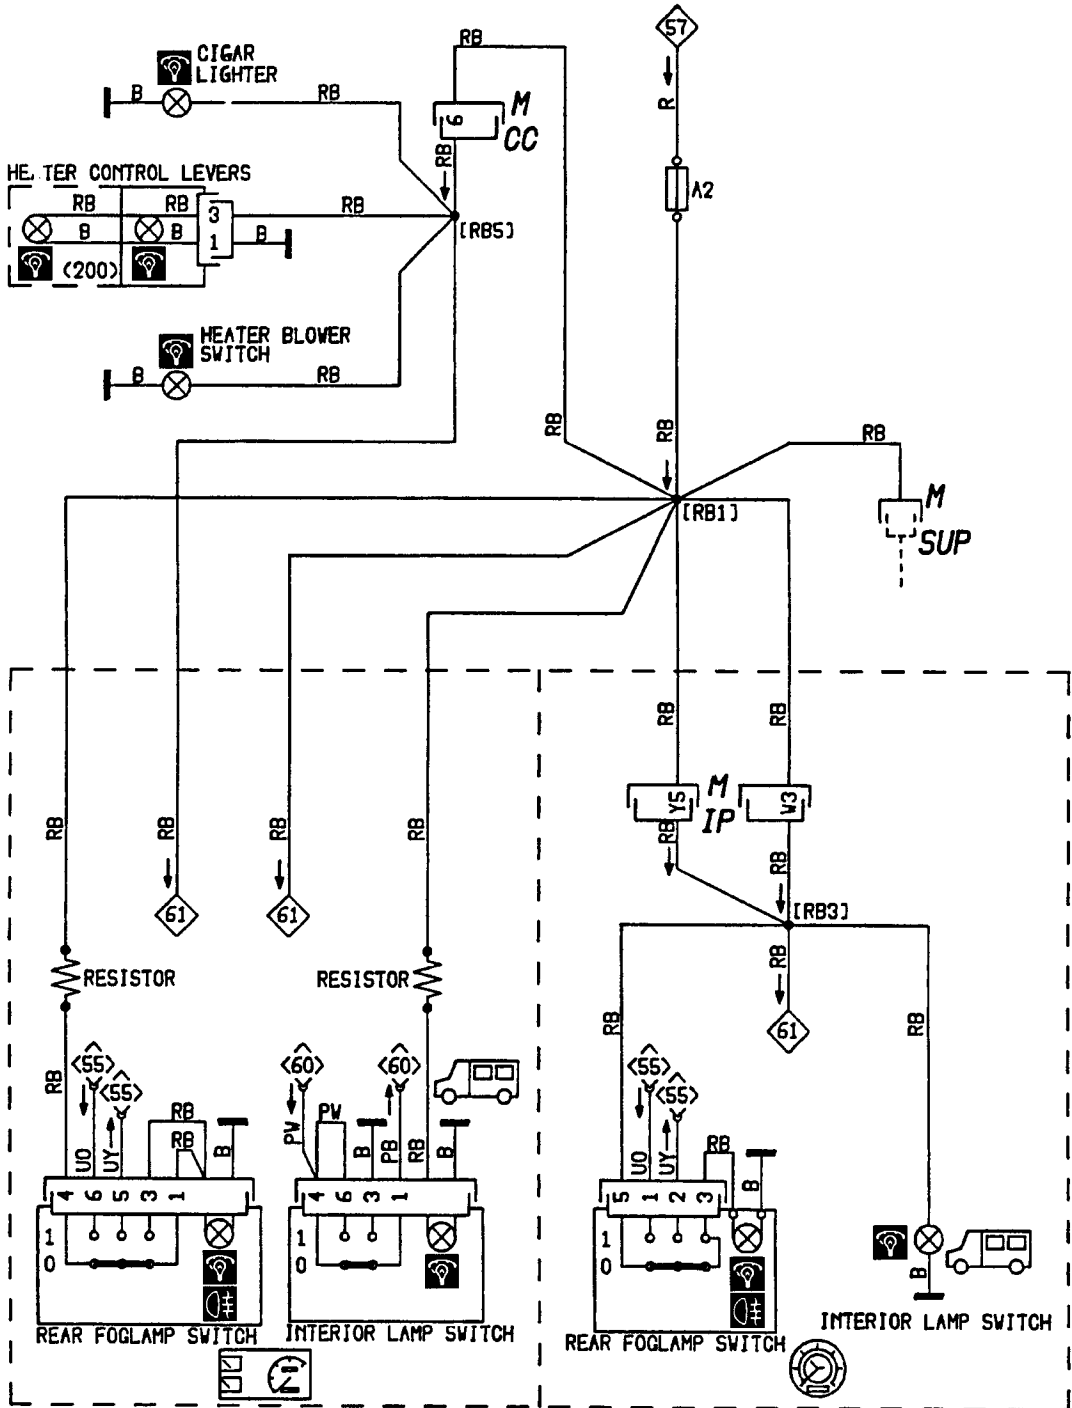 57
RB
CIGAR
LIGHTER
M
CC
6
B
RB
R
RB
HE TER CONTROL LEVERS
A2
RB
RB
3
RB
B
B
1
B
[RB5]
(200)
HEATER BLOWER
SWITCH
B
RB
RB
RB
RB
[RB1]
M
SUP
RB
RB
M
IP
Y5
W3
RB
RB
RB
RB
RB
RB
61
61
[RB3]
RB
RESISTOR
RESISTOR
61
RB
RB
<55>
<55>
<60>
<60>
<55>
<55>
RB
RB
PW
RB
RB
UO
UY
B
PW
B
PB
RB
B
UO
UY
B
4
6
5
3
1
4
6
3
1
5
1
2
3
1
0
1
0
1
0
B
REAR FOGLAMP SWITCH
INTERIOR LAMP SWITCH
REAR FOGLAMP SWITCH
INTERIOR LAMP SWITCH